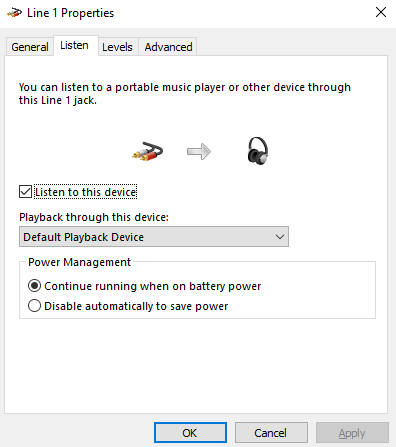 Line 1 Properties
General
Listen
Levels
Advanced
You can listen to a portable music player or other device through
this Line 1 jack.
Listen to this device
Playback through this device:
Default Playback Device
Power Management
Continue running when on battery power
Disable automatically to save power
OK
Cancel
Apply